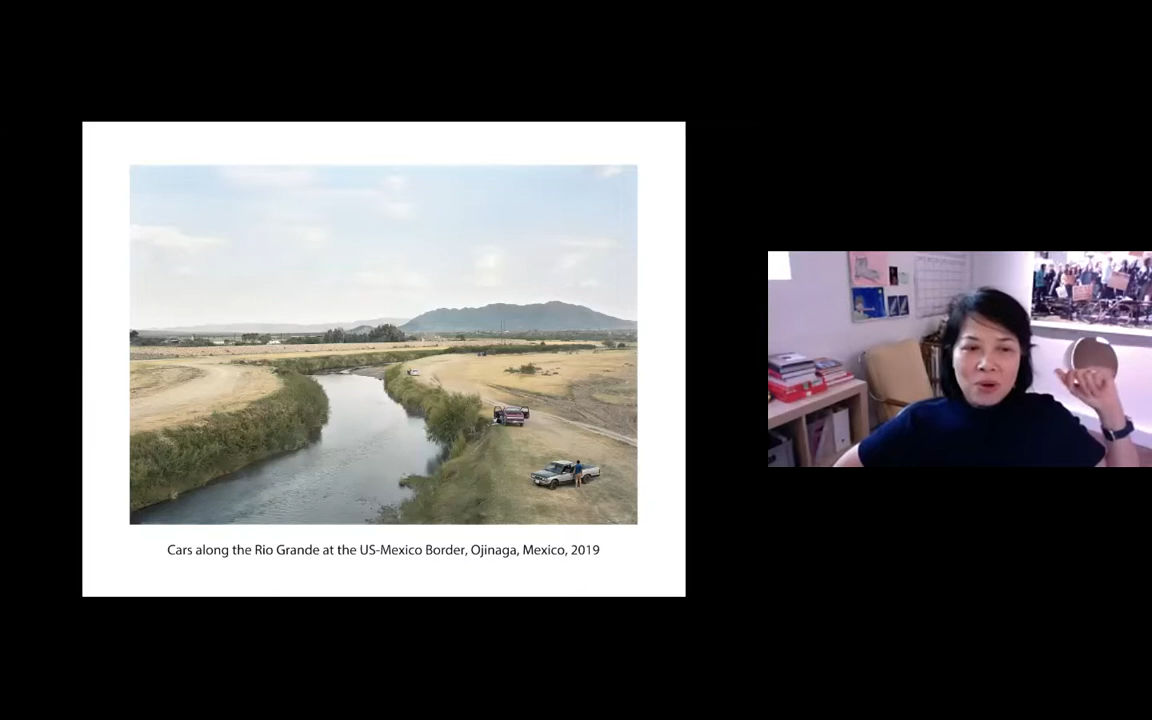 Cars along the Rio Grande at the US-Mexico Border, Ojinaga, Mexico, 2019